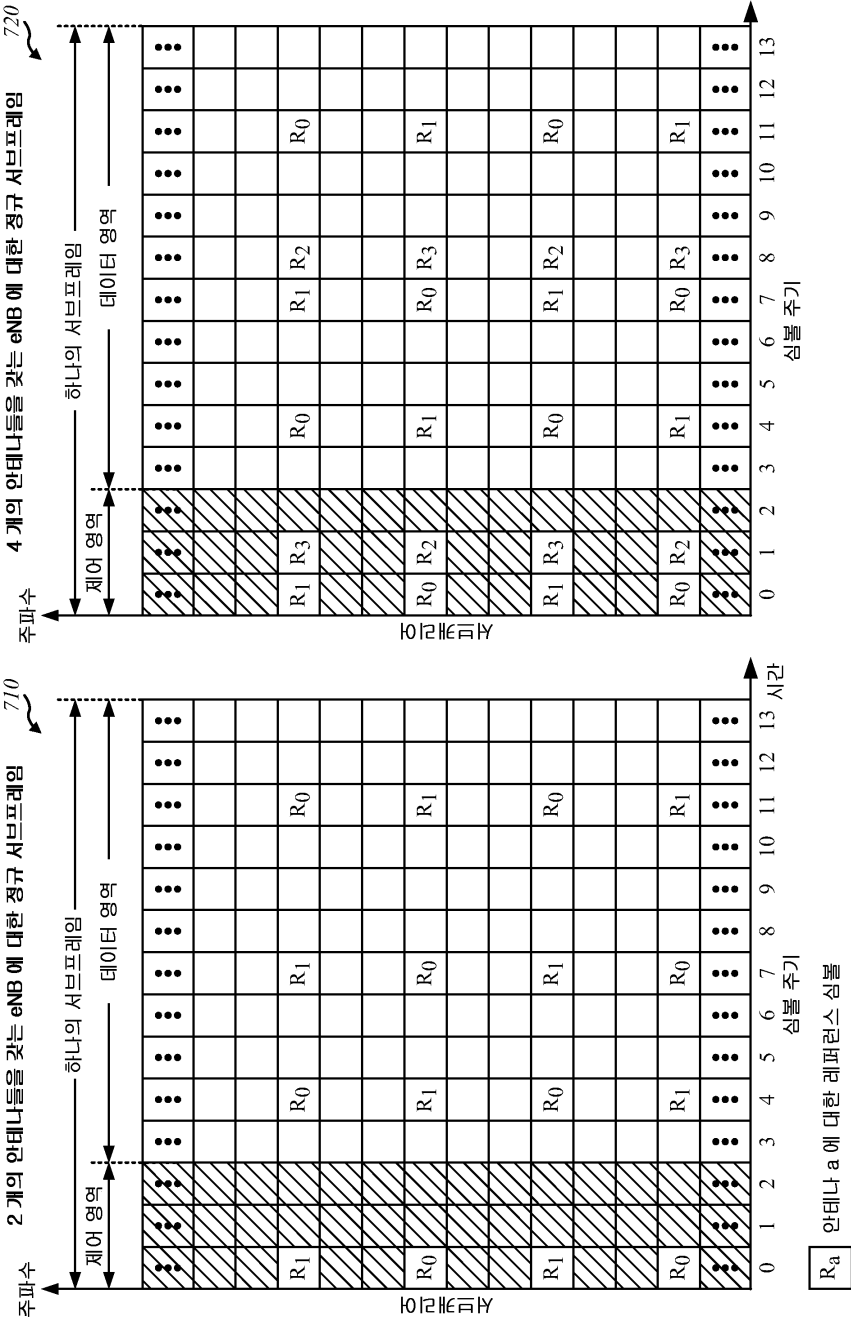 2 개의 안테나들을 갖는 eNB 에 대한 정규 서브프레임
710
주파수
하나의 서브프레임
제어 영역
데이터 영역
서브캐리어
••• ••• ••• ••• ••• ••• ••• ••• ••• ••• ••• ••• ••• •••
R0 R1 R0 R1
R1 R0 R1 R0
R0 R1 R0 R1
R1 R0 R1 R0
••• ••• ••• ••• ••• ••• ••• ••• ••• ••• ••• ••• ••• •••
0 1 2 3 4 5 6 7 8 9 10 11 12 13
시간
심볼 주기
4 개의 안테나들을 갖는 eNB 에 대한 정규 서브프레임
720
주파수
하나의 서브프레임
제어 영역
데이터 영역
서브캐리어
••• ••• ••• ••• ••• ••• ••• ••• ••• ••• ••• ••• ••• •••
R1 R3 R0 R1 R2 R0
R0 R2 R1 R0 R3 R1
R1 R3 R0 R1 R2 R0
R0 R2 R1 R0 R3 R1
••• ••• ••• ••• ••• ••• ••• ••• ••• ••• ••• ••• ••• •••
0 1 2 3 4 5 6 7 8 9 10 11 12 13
심볼 주기
Ra 안테나 a 에 대한 레퍼런스 심볼